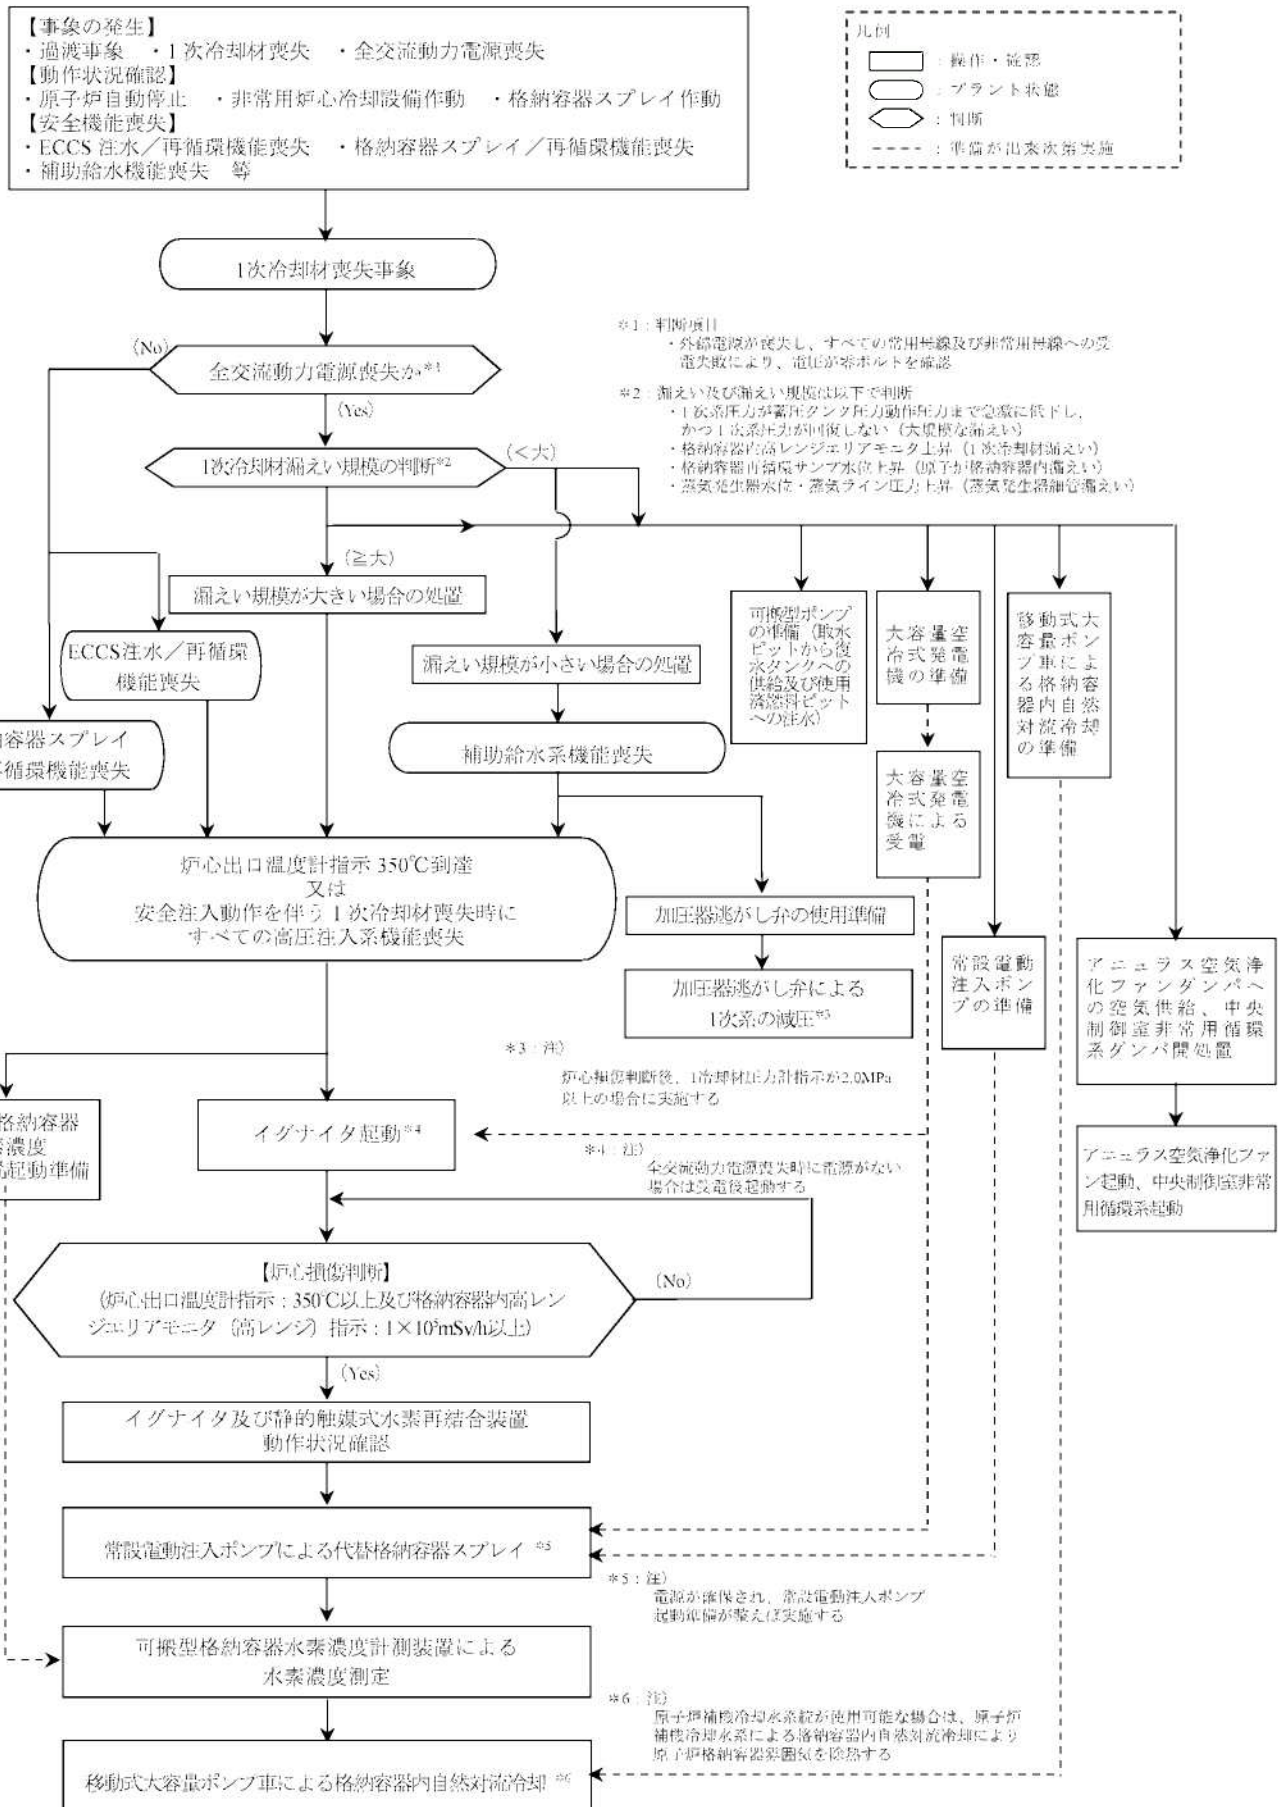 【事象の発生】
・過渡事象　・1次冷却材喪失　・全交流動力電源喪失
【動作状況確認】
・原子炉自動停止　・非常用炉心冷却設備作動　・格納容器スプレイ作動
【安全機能喪失】
・ECCS 注水／再循環機能喪失　・格納容器スプレイ／再循環機能喪失
・補助給水機能喪失　等
凡例
：操作・確認
：プラント状態
：判断
：準備が出来次第実施
1次冷却材喪失事象
*1：判断項目
・外部電源が喪失し、すべての常用母線及び非常用母線への受
電失敗により、電圧が零ボルトを確認
(No)
全交流動力電源喪失か*1
(Yes)
*2：漏えい及び漏えい規模は以下で判断
・1次系圧力が蓄圧タンク圧力動作圧力まで急激に低下し、
かつ1次系圧力が回復しない（大規模な漏えい）
・格納容器内高レンジエリアモニタ上昇（1次冷却材漏えい）
・格納容器再循環サンプ水位上昇（原子炉格納容器内漏えい）
・蒸気発生器水位・蒸気ライン圧力上昇（蒸気発生器細管漏えい）
1次冷却材漏えい規模の判断*2
(＜大)
(≧大)
漏えい規模が大きい場合の処置
ECCS注水／再循環
機能喪失
容器スプレイ
循環機能喪失
漏えい規模が小さい場合の処置
補助給水系機能喪失
可搬型ポンプ
の準備（取水
ピットから復
水タンクへの
供給及び使用
済燃料ピット
への注水）
大容量空
冷式発電
機の準備
大容量空
冷式発電
機による
受電
移動式大
容量ポン
プ車によ
る格納容
器内自然
対流冷却
の準備
炉心出口温度計指示 350℃到達
又は
安全注入動作を伴う1次冷却材喪失時に
すべての高圧注入系機能喪失
加圧器逃がし弁の使用準備
加圧器逃がし弁による
1次系の減圧*3
常設電動
注入ポン
プの準備
アニュラス空気浄
化ファンダンパへ
の空気供給、中央
制御室非常用循環
系ダンパ開処置
アニュラス空気浄化ファ
ン起動、中央制御室非常
用循環系起動
*3：注）
炉心損傷判断後、1冷却材圧力計指示が2.0MPa
以上の場合に実施する
格納容器
濃度
起動準備
イグナイタ起動*4
*4：注）
全交流動力電源喪失時に電源がない
場合は受電後起動する
【炉心損傷判断】
(炉心出口温度計指示：350℃以上及び格納容器内高レン
ジエリアモニタ（高レンジ）指示：1×10⁵mSv/h以上)
(No)
(Yes)
イグナイタ及び静的触媒式水素再結合装置
動作状況確認
常設電動注入ポンプによる代替格納容器スプレイ *5
*5：注）
電源が確保され、常設電動注入ポンプ
起動準備が整えば実施する
可搬型格納容器水素濃度計測装置による
水素濃度測定
*6：注）
原子炉補機冷却水系統が使用可能な場合は、原子炉
補機冷却水系による格納容器内自然対流冷却により
原子炉格納容器雰囲気を除熱する
移動式大容量ポンプ車による格納容器内自然対流冷却 *6